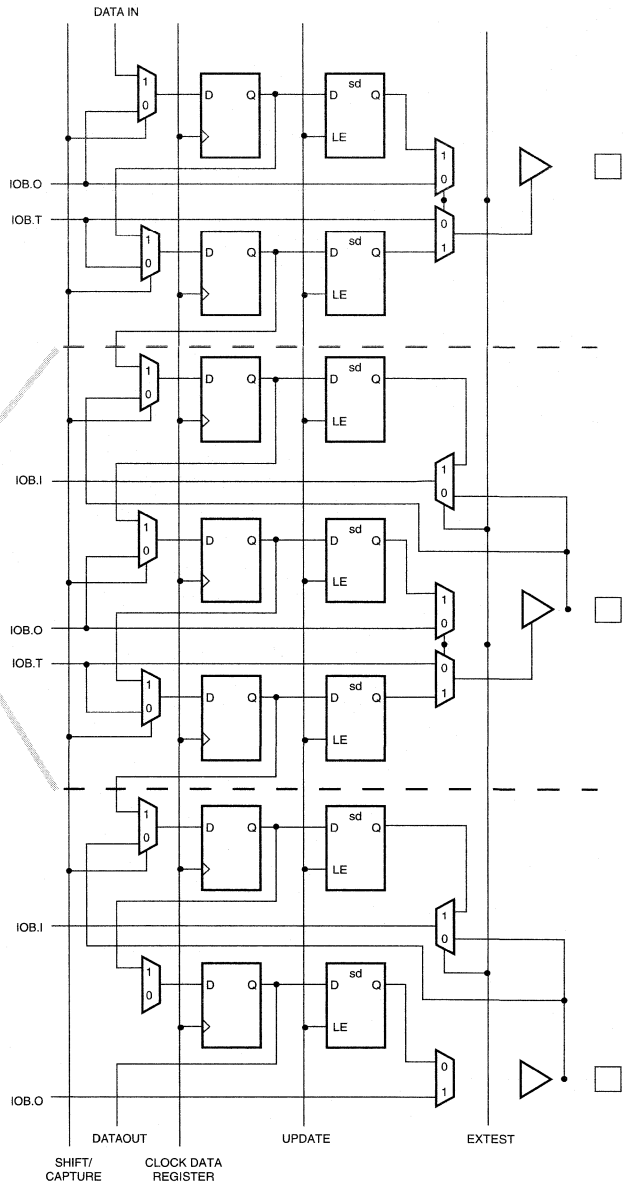 DATA IN
1
0
D Q
sd
D Q
LE
1
0
IOB.O
IOB.T
0
1
1
0
D Q
sd
D Q
LE
1
0
D Q
sd
D Q
LE
IOB.I
1
0
1
0
D Q
sd
D Q
LE
1
0
IOB.O
IOB.T
0
1
1
0
D Q
sd
D Q
LE
1
0
D Q
sd
D Q
LE
IOB.I
1
0
1
0
D Q
sd
D Q
LE
0
1
IOB.O
DATAOUT
UPDATE
EXTEST
SHIFT/
CAPTURE
CLOCK DATA
REGISTER